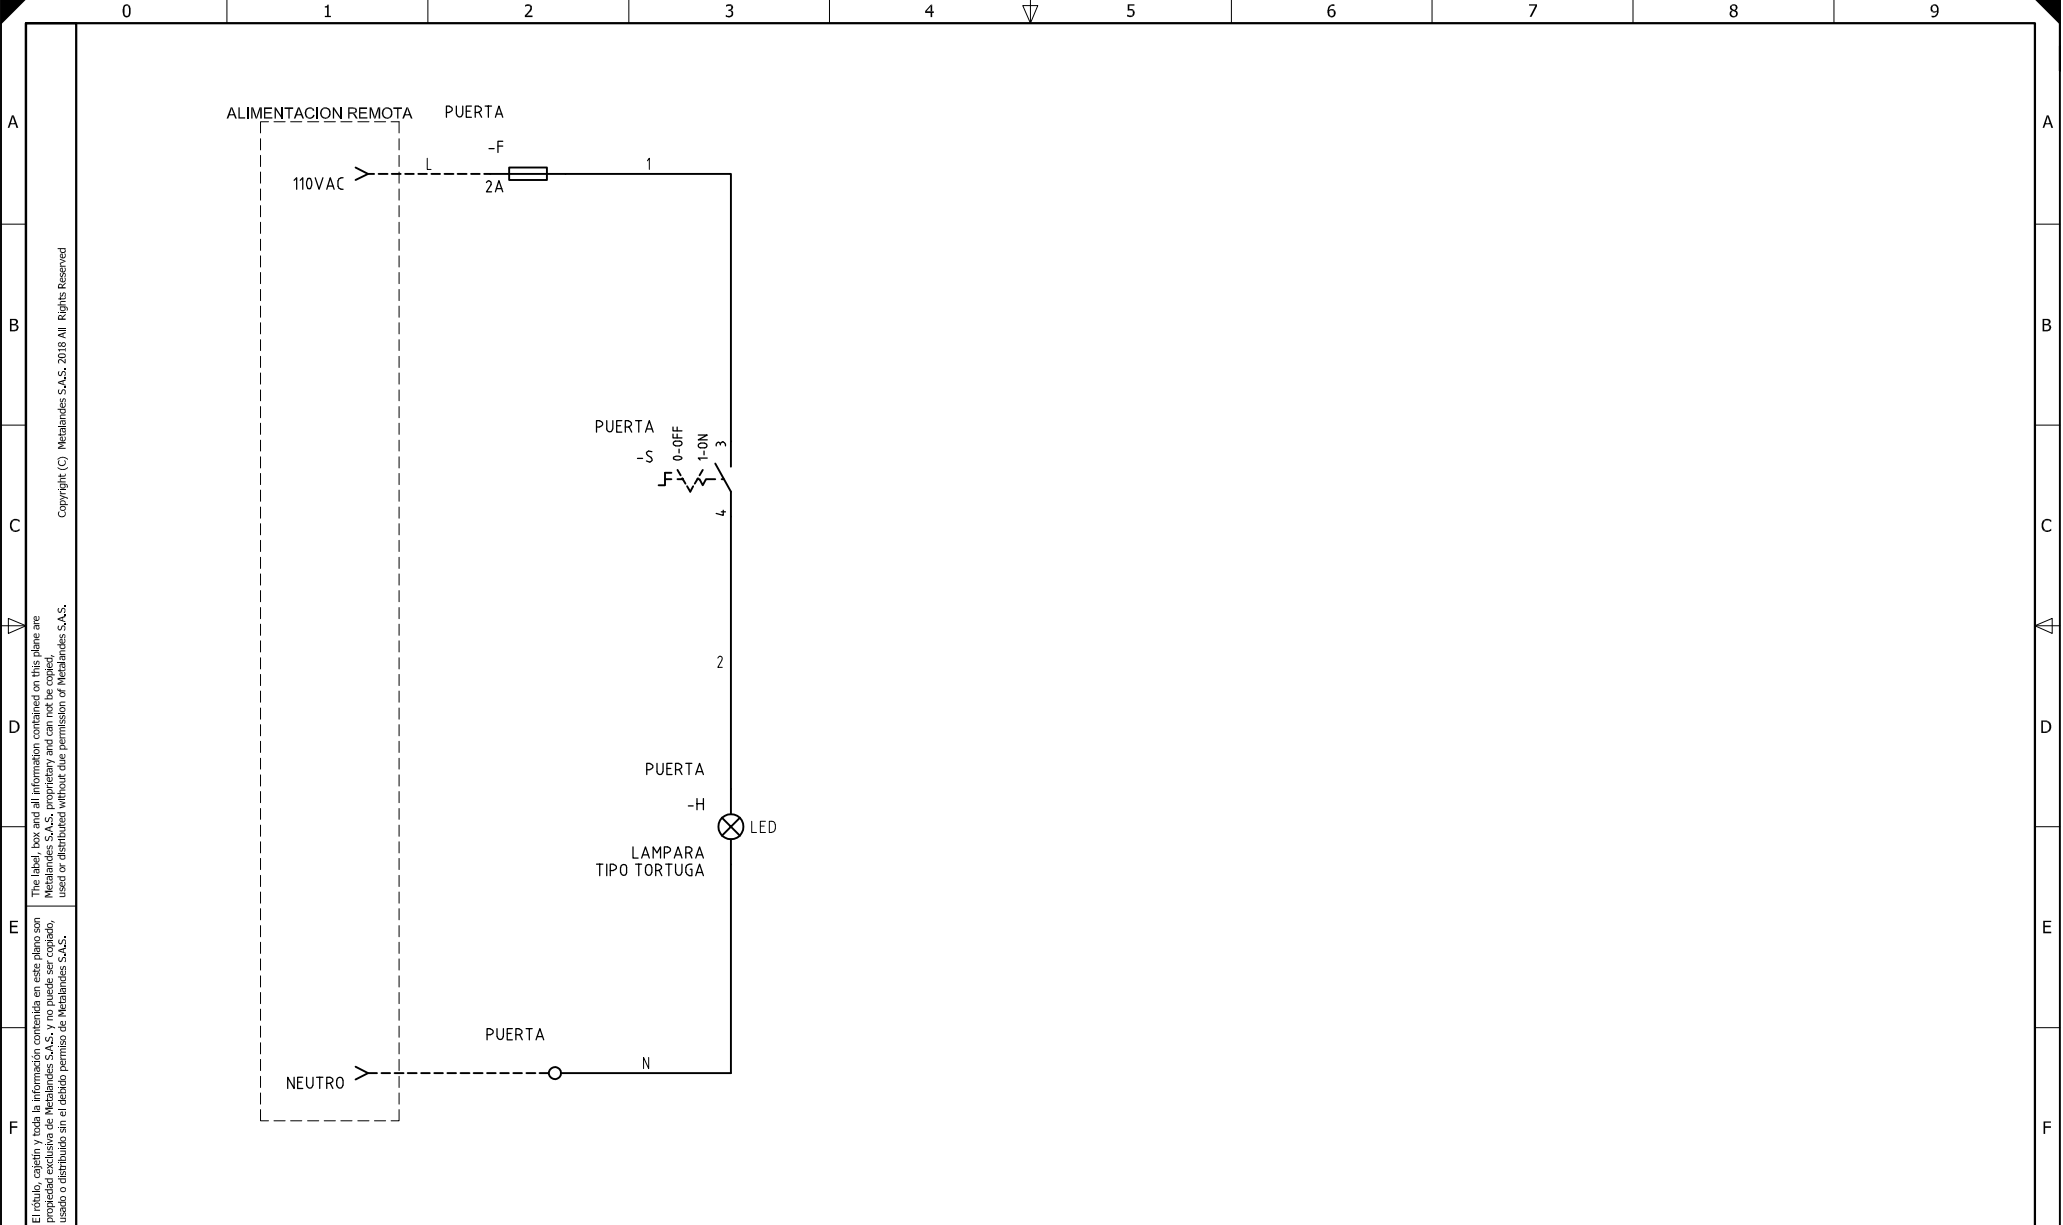 0 1 2 3 4 5 6 7 8 9
A A
B B
C C
D D
E E
F F
ALIMENTACION REMOTA
PUERTA
-F
110VAC
L
2A
1
PUERTA
-S
0-OFF
1-ON
3
4
2
PUERTA
-H
LED
LAMPARA
TIPO TORTUGA
PUERTA
NEUTRO
N
Copyright (C) Metalandes S.A.S. 2018 All Rights Reserved
The label, box and all information contained on this plane are
Metalandes S.A.S. proprietary and can not be copied,
used or distributed without due permission of Metalandes S.A.S.
El rótulo, cajetín y toda la información contenida en este plano son
propiedad exclusiva de Metalandes S.A.S. y no puede ser copiado,
usado o distribuido sin el debido permiso de Metalandes S.A.S.